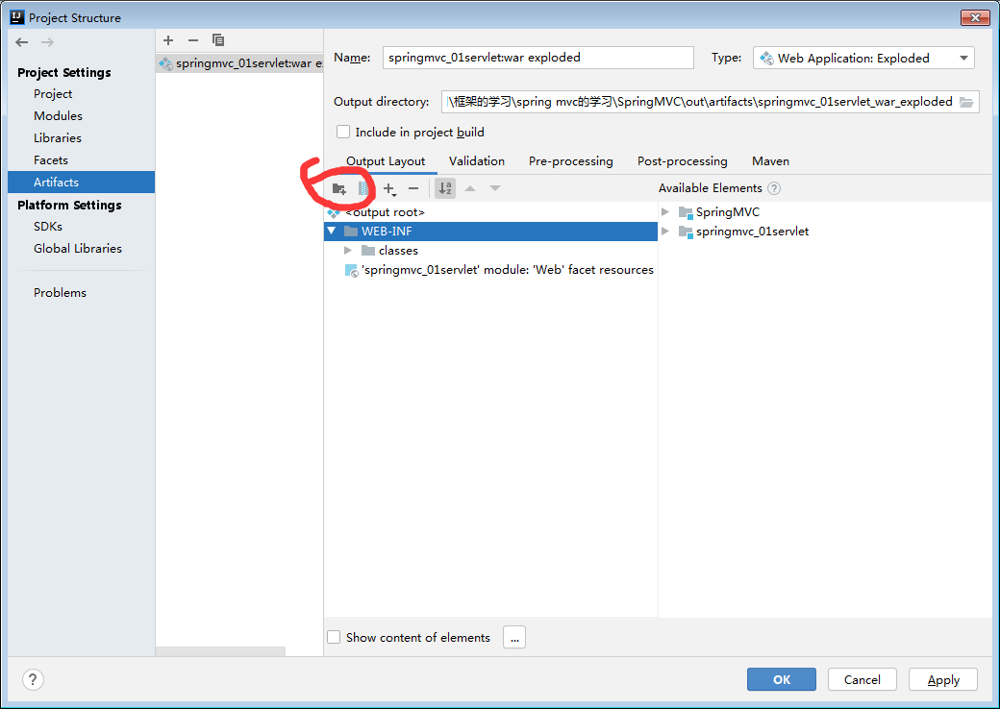 Project Structure
Project Settings
Project
Modules
Libraries
Facets
Artifacts
Platform Settings
SDKs
Global Libraries
Problems
springmvc_01servlet:war e
Name: springmvc_01servlet:war exploded
Type: Web Application: Exploded
Output directory: \框架的学习\spring mvc的学习\SpringMVC\out\artifacts\springmvc_01servlet_war_exploded
Include in project build
Output Layout Validation Pre-processing Post-processing Maven
Available Elements ?
<output root>
WEB-INF
classes
'springmvc_01servlet' module: 'Web' facet resources
SpringMVC
springmvc_01servlet
Show content of elements ...
? OK Cancel Apply